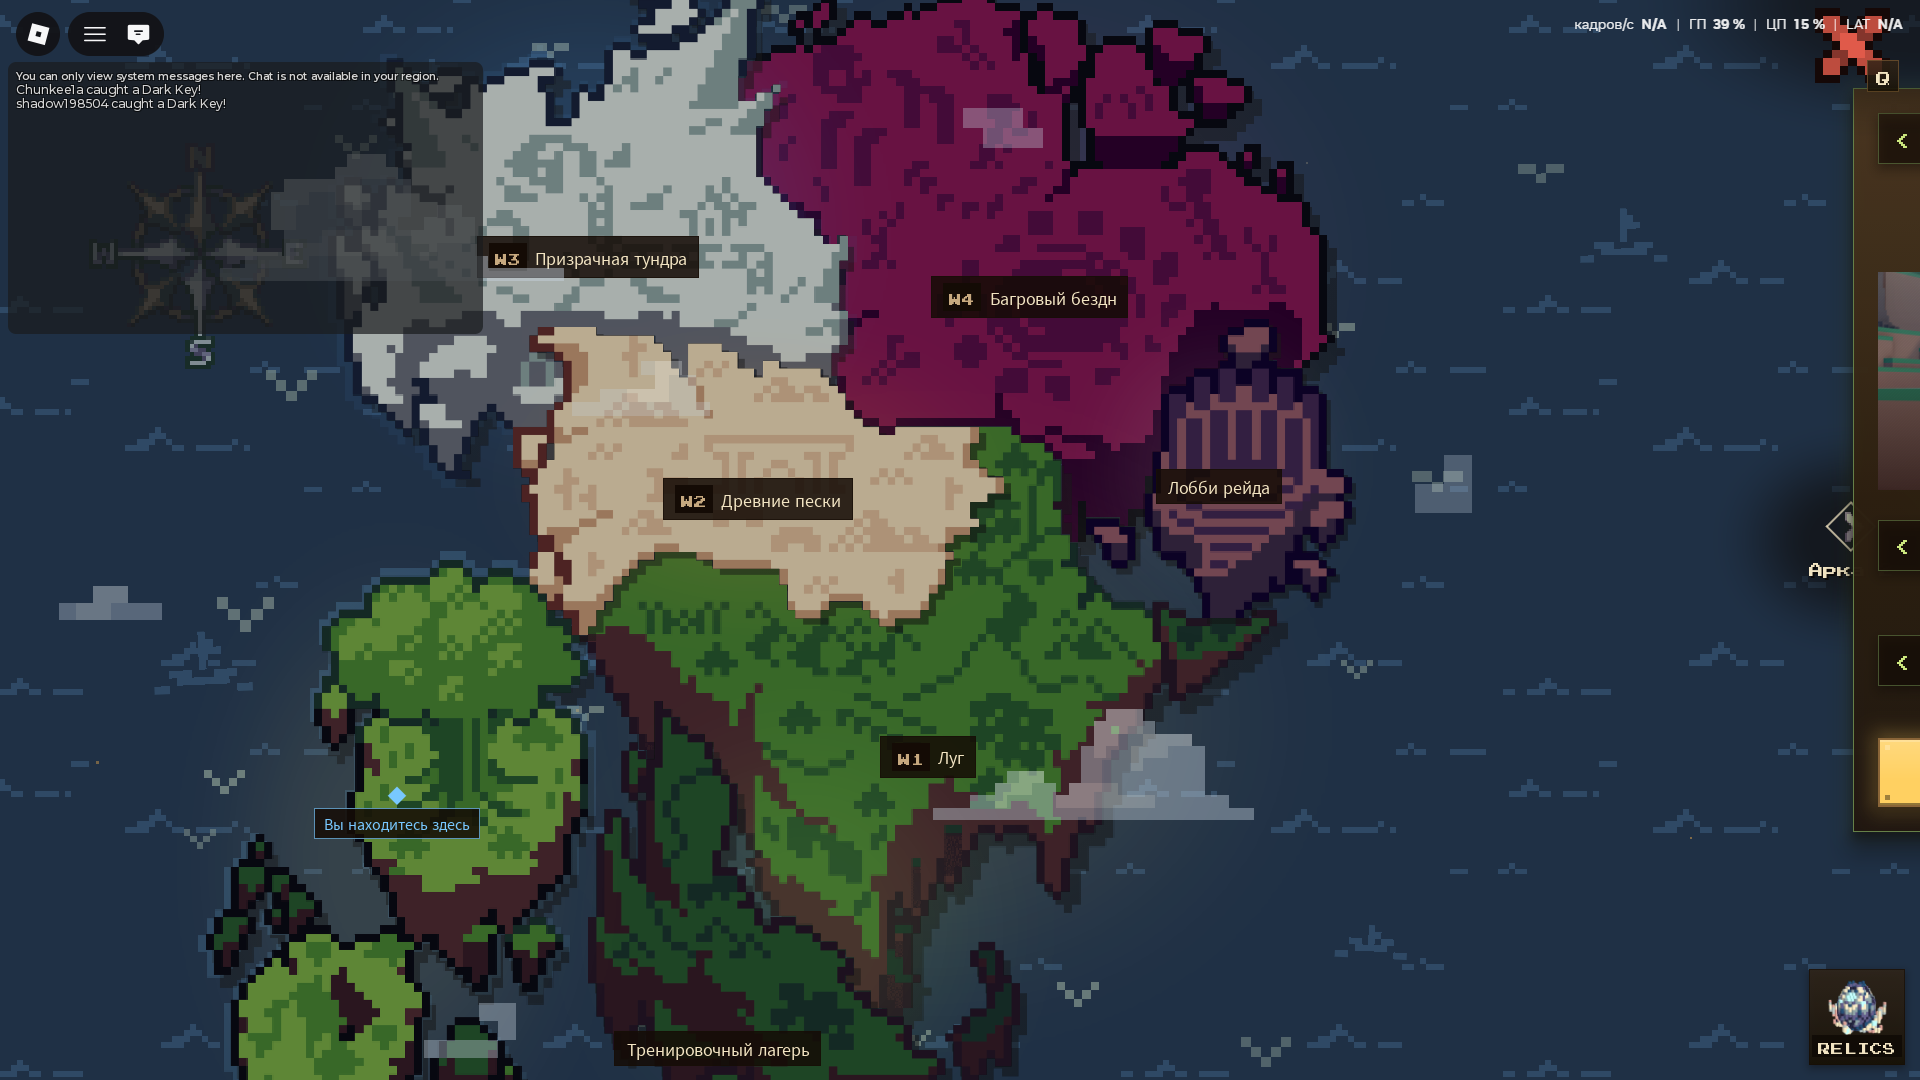 кадров/с N/A | ГП 39 % | ЦП 15 % | LAT N/A
Q
You can only view system messages here. Chat is not available in your region.
Chunkee1a caught a Dark Key!
shadow198504 caught a Dark Key!
N
W
E
S
W3 Призрачная тундра
W4 Багровый бездн
Лобби рейда
W2 Древние пески
Арк
W1 Луг
Вы находитесь здесь
Тренировочный лагерь
RELICS